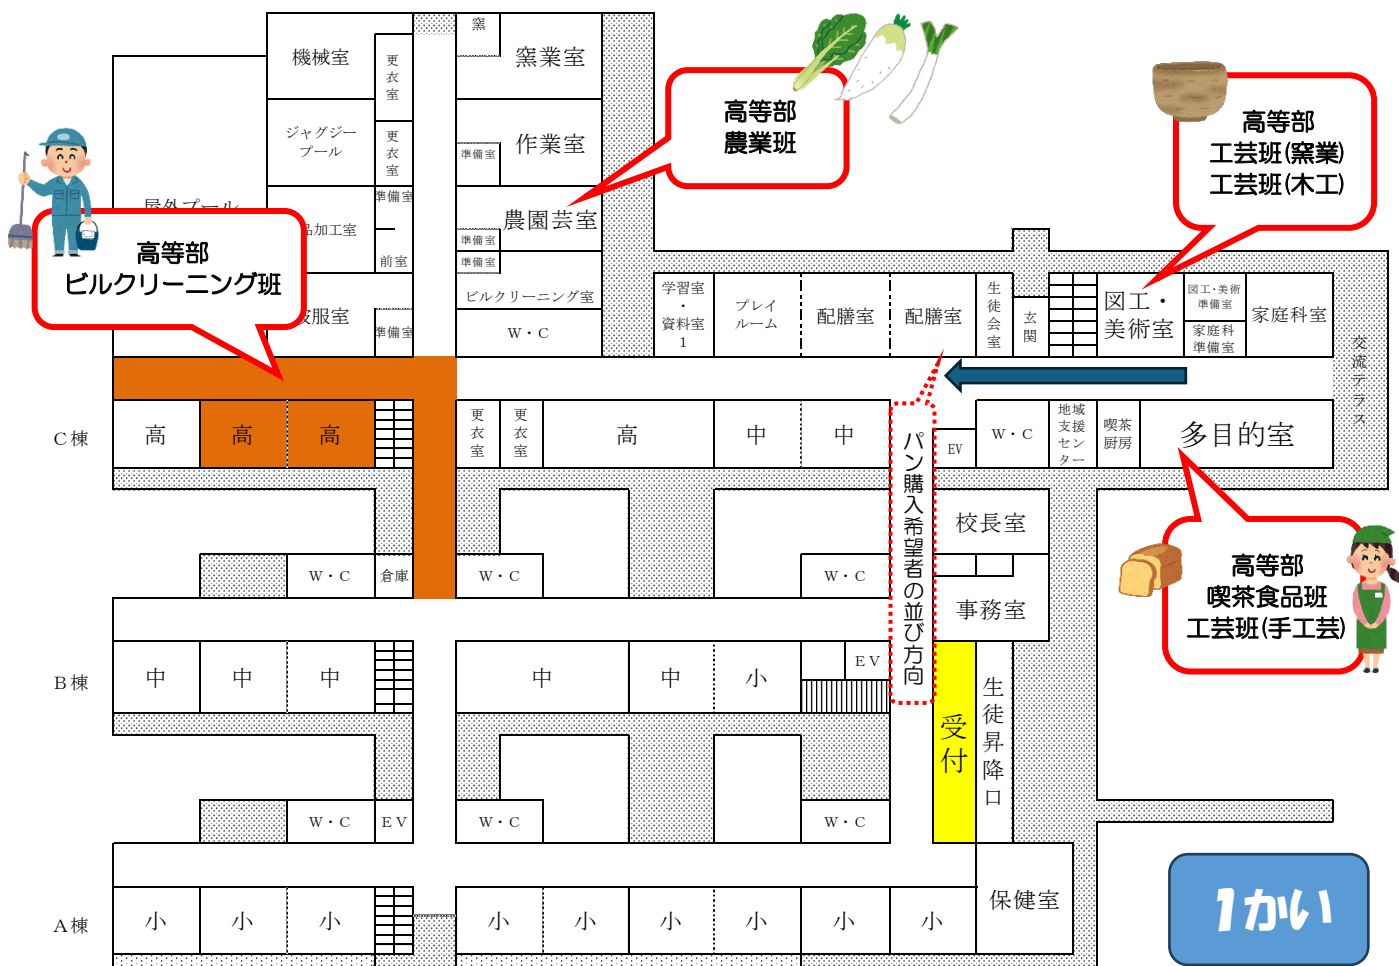 窯
機械室
更衣室
窯業室
高等部
農業班
高等部
工芸班(窯業)
工芸班(木工)
ジャグジー
プール
更衣室
準備室
作業室
屋外プール
準備室
品加工室
前室
農園芸室
準備室
準備室
高等部
ビルクリーニング班
ビルクリーニング室
被服室
準備室
W・C
学習室
・
資料室
1
プレイ
ルーム
配膳室
配膳室
生徒会室
玄関
図工・
美術室
図工・美術
準備室
家庭科
準備室
家庭科室
交流テラス
C棟
高
高
高
更衣室
更衣室
高
中
中
パン購入希望者の並び方向
EV
W・C
地域
支援
セン
ター
喫茶
厨房
多目的室
校長室
W・C
倉庫
W・C
W・C
事務室
高等部
喫茶食品班
工芸班(手工芸)
B棟
中
中
中
中
中
小
EV
受付
生徒昇降口
W・C
EV
W・C
W・C
A棟
小
小
小
小
小
小
小
小
小
保健室
1かい